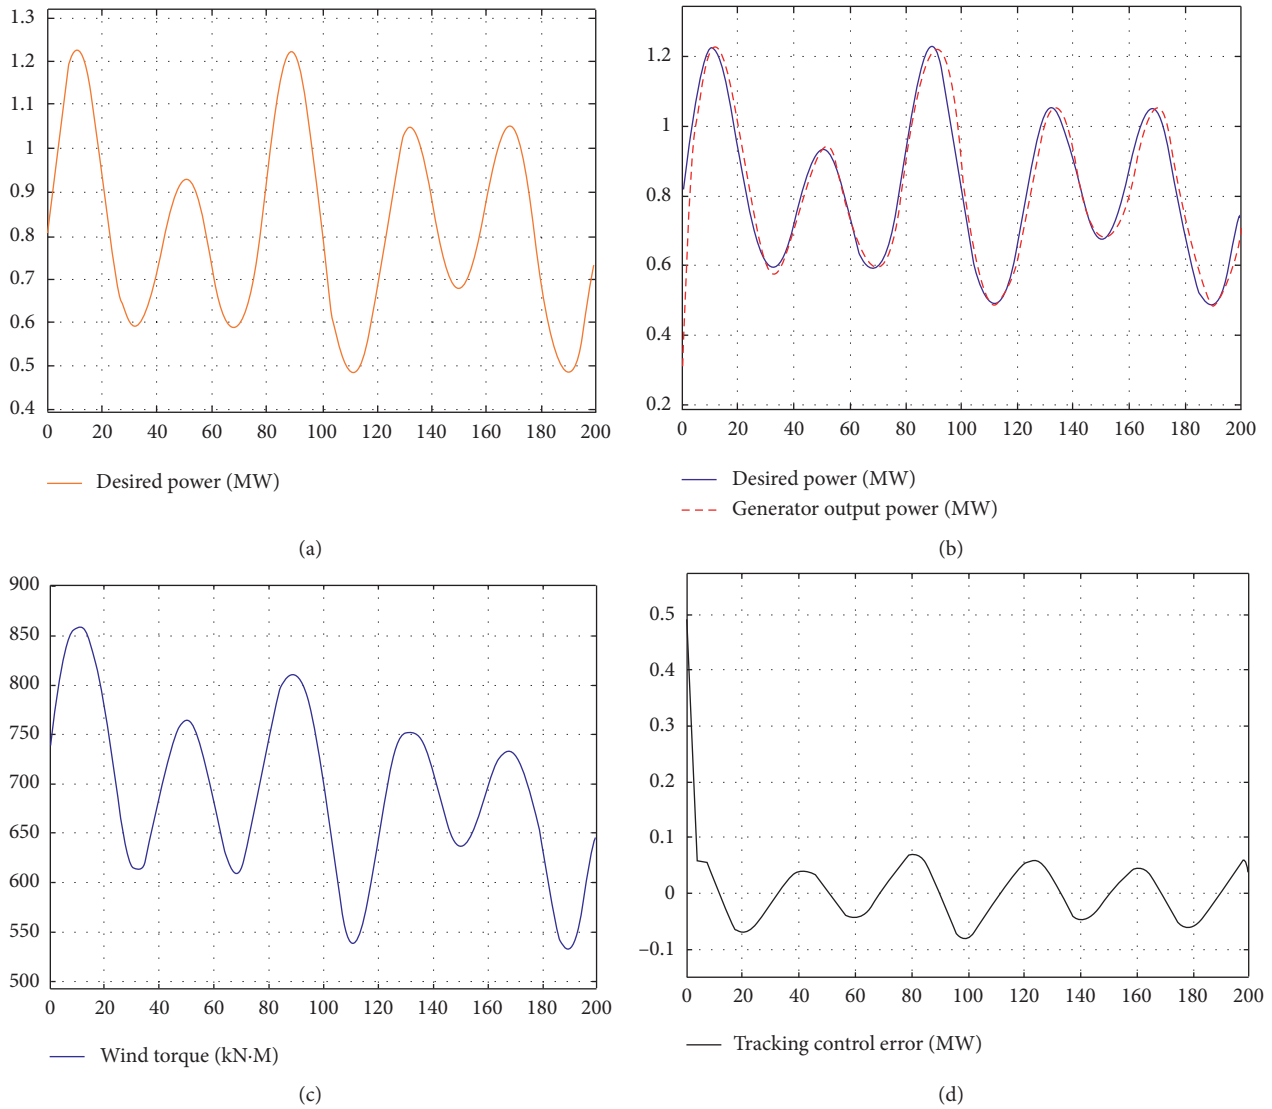 1.3
1.2
1.1
1
0.9
0.8
0.7
0.6
0.5
0.4
0 20 40 60 80 100 120 140 160 180 200
Desired power (MW)
(a)
1.2
1
0.8
0.6
0.4
0.2
0 20 40 60 80 100 120 140 160 180 200
Desired power (MW)
Generator output power (MW)
(b)
900
850
800
750
700
650
600
550
500
0 20 40 60 80 100 120 140 160 180 200
Wind torque (kN·M)
(c)
0.5
0.4
0.3
0.2
0.1
0
–0.1
0 20 40 60 80 100 120 140 160 180 200
Tracking control error (MW)
(d)